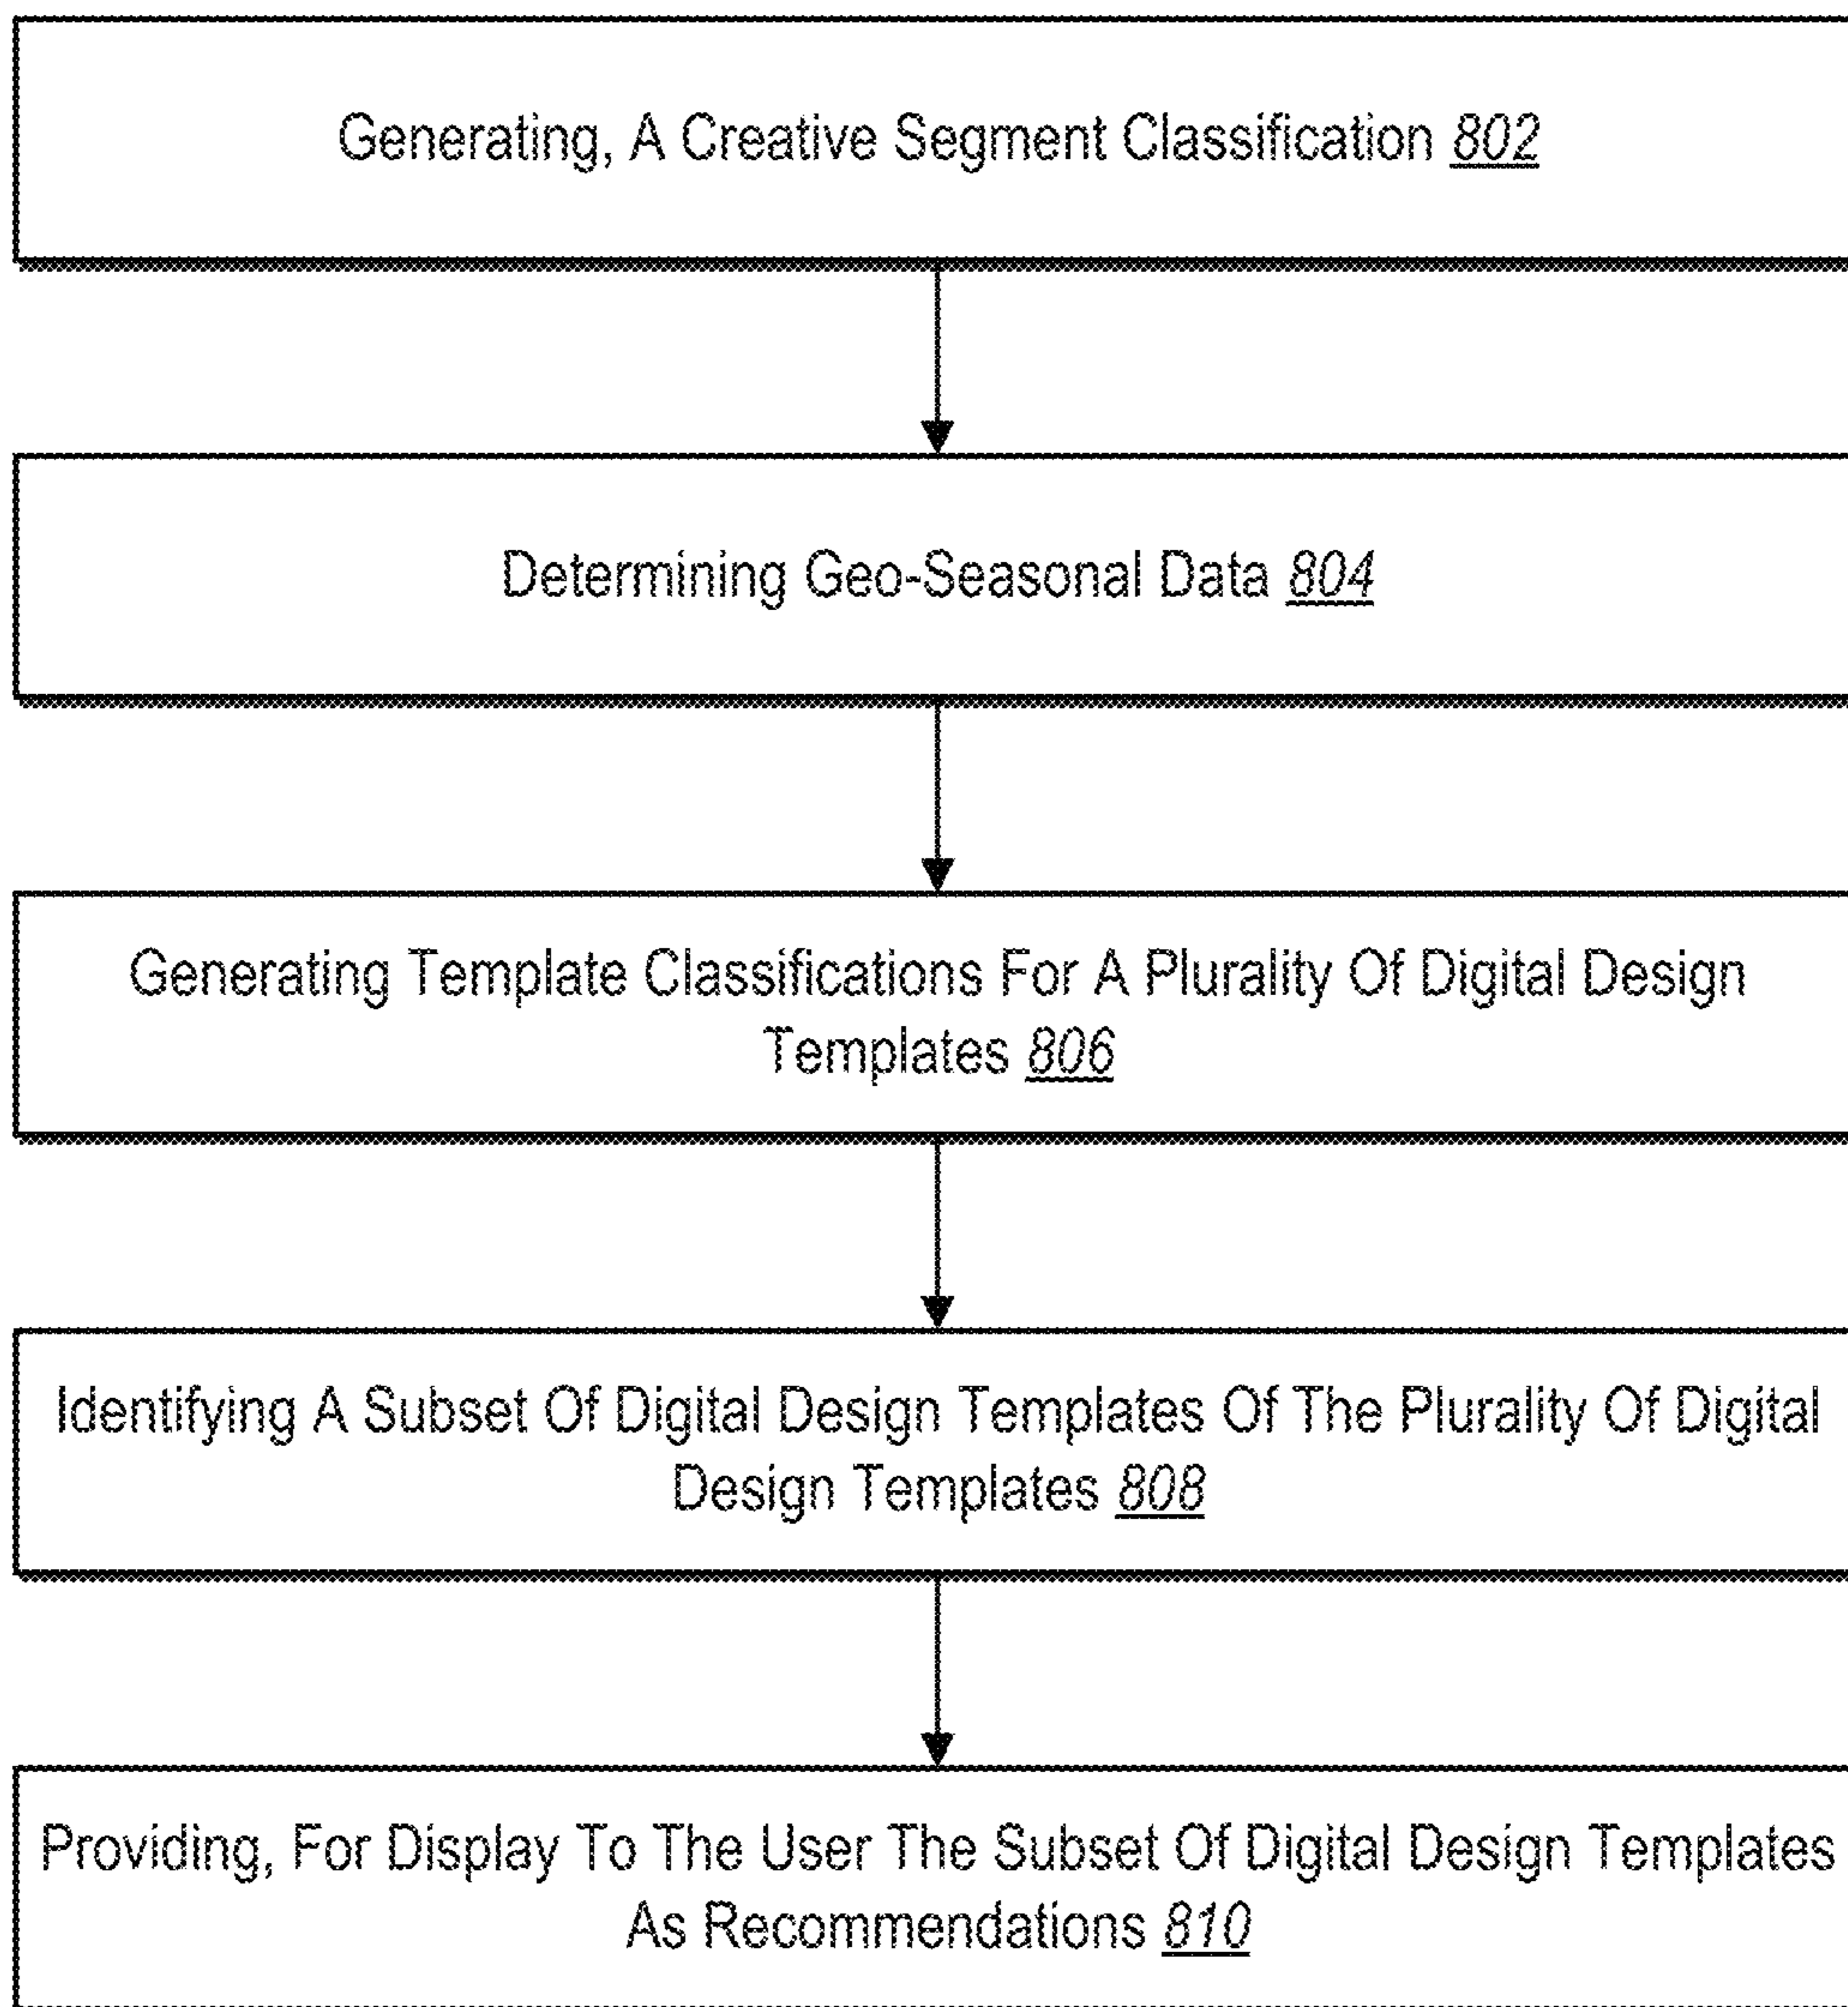 Generating, A Creative Segment Classification 802
Determining Geo-Seasonal Data 804
Generating Template Classifications For A Plurality Of Digital Design
Templates 806
Identifying A Subset Of Digital Design Templates Of The Plurality Of Digital
Design Templates 808
Providing, For Display To The User The Subset Of Digital Design Templates
As Recommendations 810